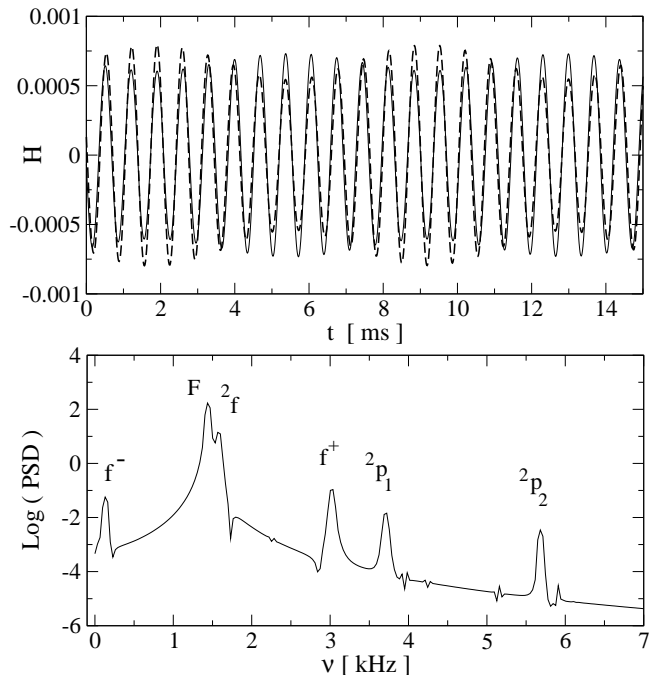 0.001
0.0005
0
-0.0005
-0.001
H
0 2 4 6 8 10 12 14
t [ ms ]
4
2
0
-2
-4
-6
Log ( PSD )
F ²f
f⁻ f⁺ ²p₁ ²p₂
0 1 2 3 4 5 6 7
ν [ kHz ]